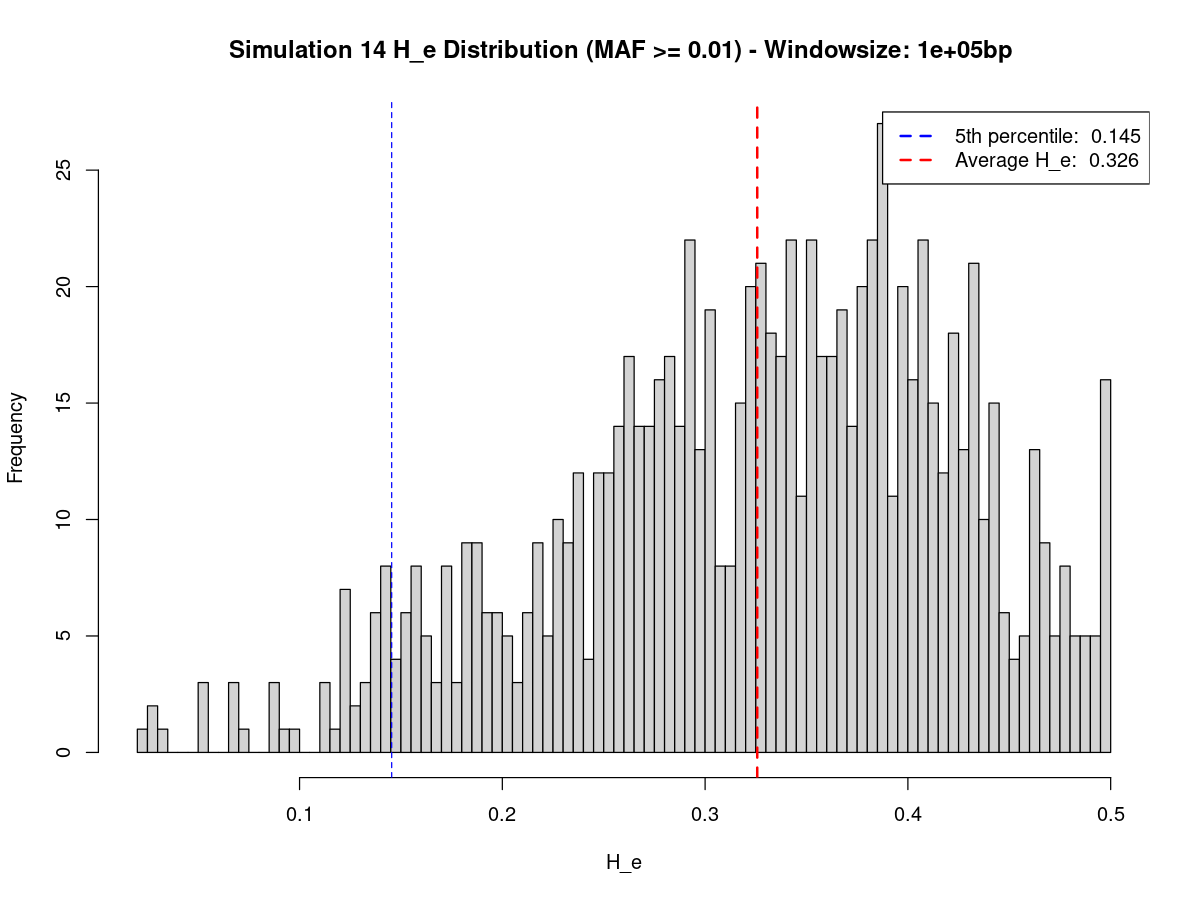 Simulation 14 H_e Distribution (MAF >= 0.01) - Windowsize: 1e+05bp
5th percentile:  0.145
Average H_e:  0.326
25
20
15
10
5
0
Frequency
0.1 0.2 0.3 0.4 0.5
H_e